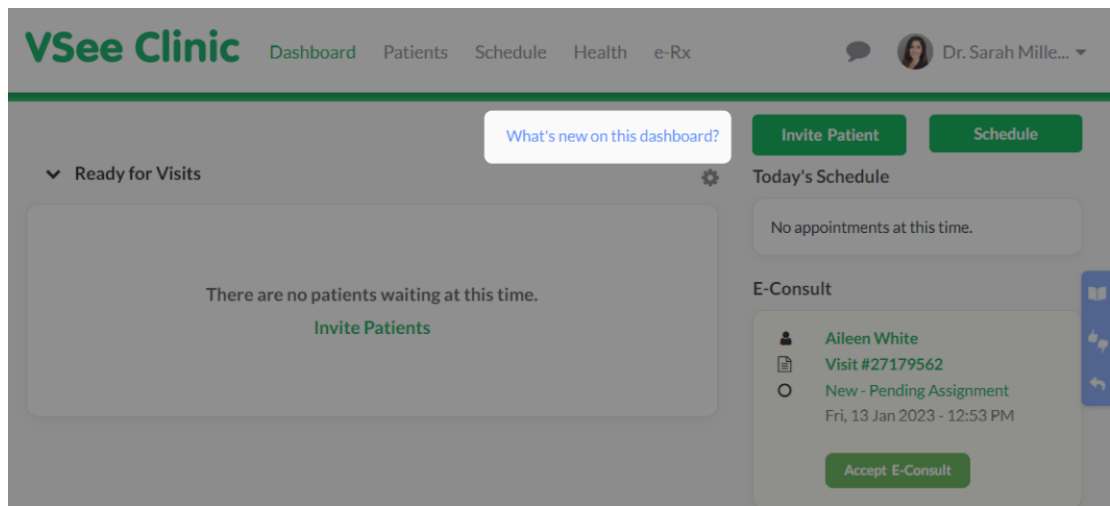 VSee Clinic Dashboard Patients Schedule Health e-Rx Dr. Sarah Mille...
What's new on this dashboard?
Invite Patient Schedule
Ready for Visits
Today's Schedule
No appointments at this time.
There are no patients waiting at this time.
Invite Patients
E-Consult
Aileen White
Visit #27179562
New - Pending Assignment
Fri, 13 Jan 2023 - 12:53 PM
Accept E-Consult